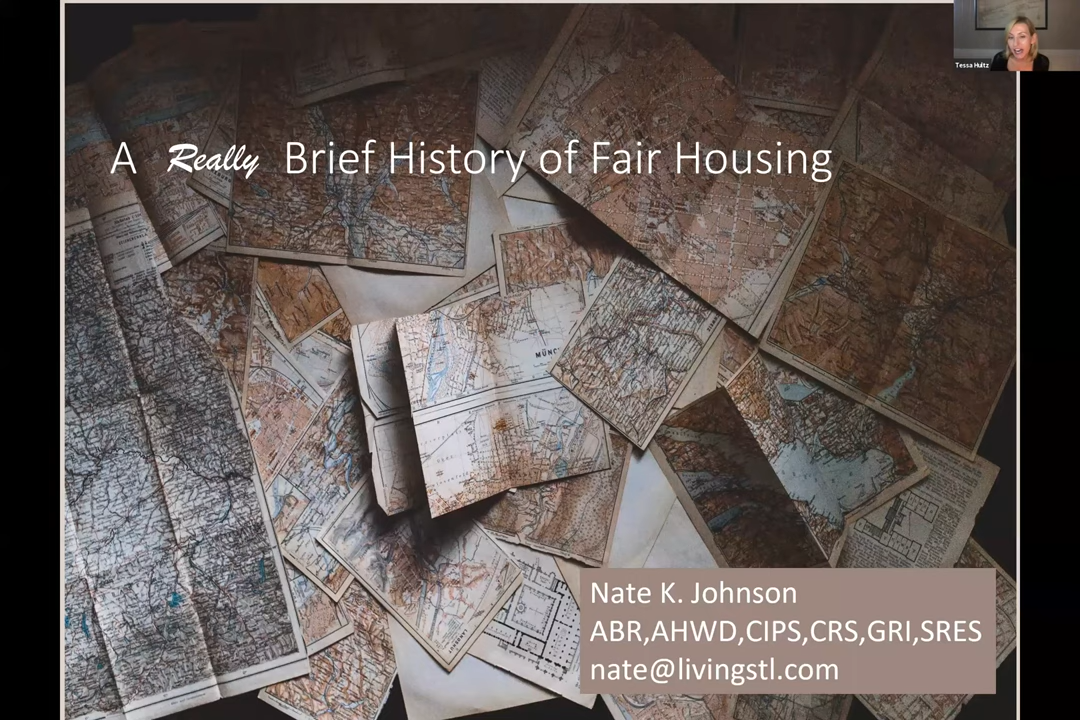 Tessa Hultz
A Really Brief History of Fair Housing
MÜNC
Nate K. Johnson
ABR,AHWD,CIPS,CRS,GRI,SRES
nate@livingstl.com